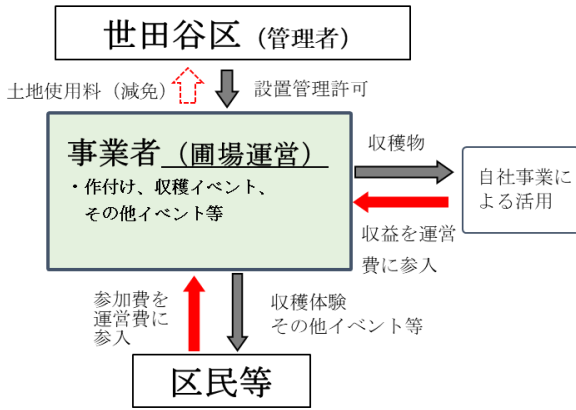 世田谷区（管理者）
土地使用料（減免）
設置管理許可
事業者（圃場運営）
・作付け、収穫イベント、
その他イベント等
収穫物
自社事業に
よる活用
収益を運営
費に参入
参加費を
運営費に
参入
収穫体験
その他イベント等
区民等